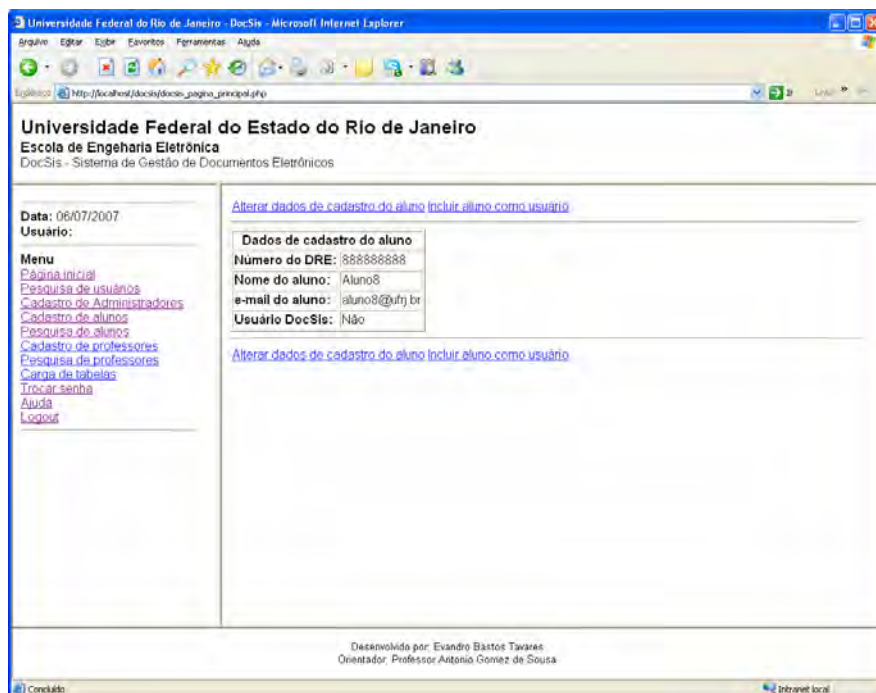 Universidade Federal do Rio de Janeiro - DocSis - Microsoft Internet Explorer
Arquivo Editar Exibir Favoritos Ferramentas Ajuda
Endereço http://localhost/docsis/docsis_pagina_principal.php Ir Links
Universidade Federal do Estado do Rio de Janeiro
Escola de Engeharia Eletrônica
DocSis - Sistema de Gestão de Documentos Eletrônicos
Data: 06/07/2007
Usuário:
Menu
Página inicial
Pesquisa de usuários
Cadastro de Administradores
Cadastro de alunos
Pesquisa de alunos
Cadastro de professores
Pesquisa de professores
Carga de tabelas
Trocar senha
Ajuda
Logout
Alterar dados de cadastro do aluno Incluir aluno como usuário
Dados de cadastro do aluno
Número do DRE: 888888888
Nome do aluno: Aluno8
e-mail do aluno: aluno8@ufrj.br
Usuário DocSis: Não
Alterar dados de cadastro do aluno Incluir aluno como usuário
Desenvolvido por: Evandro Bastos Tavares
Orientador: Professor Antonio Gomez de Sousa
Concluído Intranet local